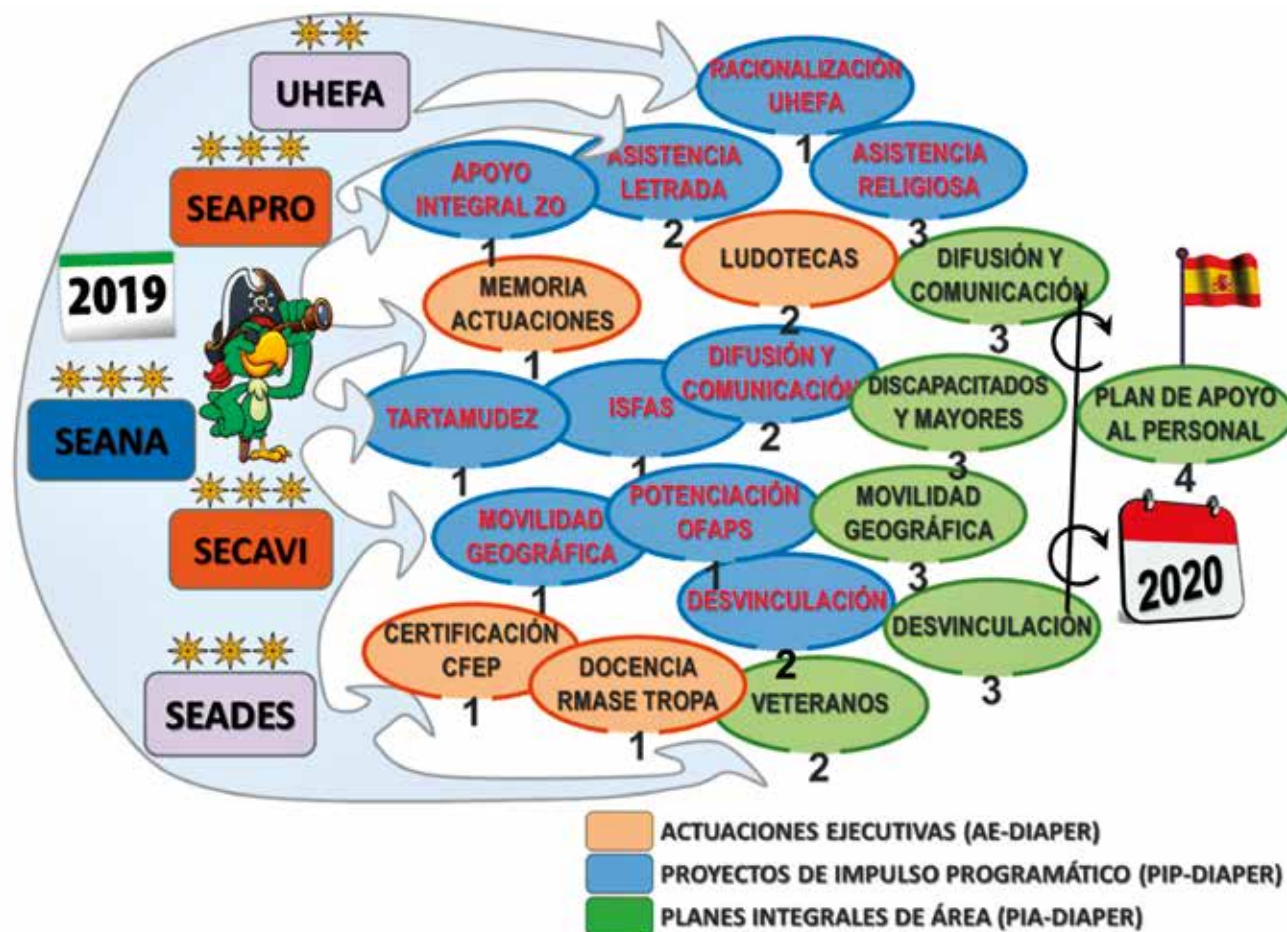 UHEFA
RACIONALIZACIÓN
UHEFA
1
SEAPRO
APOYO
INTEGRAL ZO
1
ASISTENCIA
LETRADA
2
ASISTENCIA
RELIGIOSA
3
2019
MEMORIA
ACTUACIONES
1
LUDOTECAS
2
DIFUSIÓN Y
COMUNICACIÓN
3
SEANA
TARTAMUDEZ
1
ISFAS
1
DIFUSIÓN Y
COMUNICACIÓN
2
DISCAPACITADOS
Y MAYORES
3
PLAN DE APOYO
AL PERSONAL
4
SECAVI
MOVILIDAD
GEOGRÁFICA
1
POTENCIACIÓN
OFAPS
1
MOVILIDAD
GEOGRÁFICA
3
2020
DESVINCULACIÓN
2
DESVINCULACIÓN
3
SEADES
CERTIFICACIÓN
CFEP
1
DOCENCIA
RMASE TROPA
1
VETERANOS
2
ACTUACIONES EJECUTIVAS (AE-DIAPER)
PROYECTOS DE IMPULSO PROGRAMÁTICO (PIP-DIAPER)
PLANES INTEGRALES DE ÁREA (PIA-DIAPER)